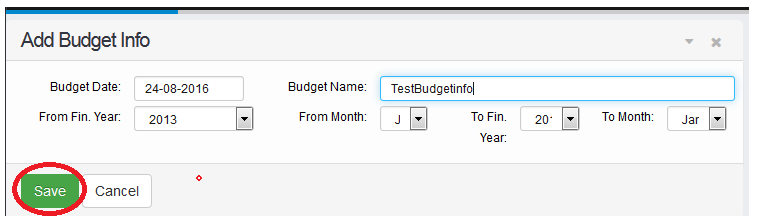 Add Budget Info
Budget Date: 24-08-2016 Budget Name: TestBudgetinfo
From Fin. Year: 2013 From Month: J To Fin. Year: 20 To Month: Jar
Save Cancel